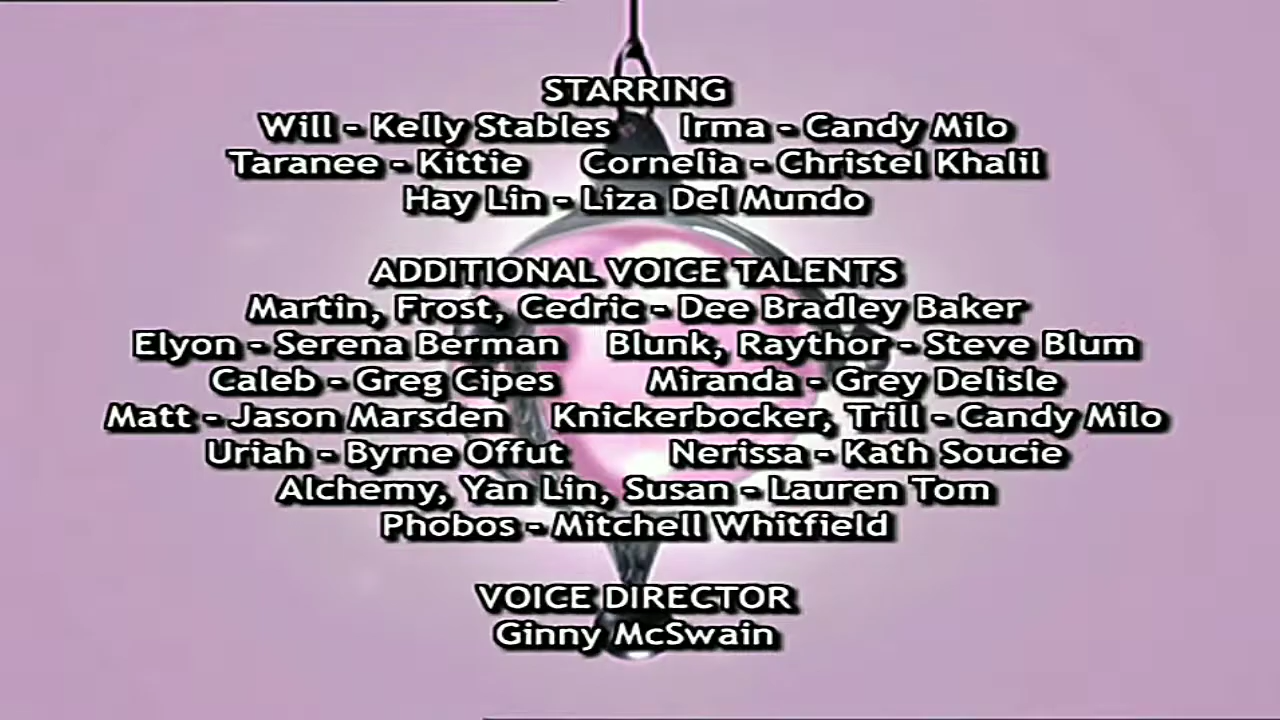 STARRING
Will - Kelly Stables Irma - Candy Milo
Taranee - Kittie Cornelia - Christel Khalil
Hay Lin - Liza Del Mundo
ADDITIONAL VOICE TALENTS
Martin, Frost, Cedric - Dee Bradley Baker
Elyon - Serena Berman Blunk, Raythor - Steve Blum
Caleb - Greg Cipes Miranda - Grey Delisle
Matt - Jason Marsden Knickerbocker, Trill - Candy Milo
Uriah - Byrne Offut Nerissa - Kath Soucie
Alchemy, Yan Lin, Susan - Lauren Tom
Phobos - Mitchell Whitfield
VOICE DIRECTOR
Ginny McSwain